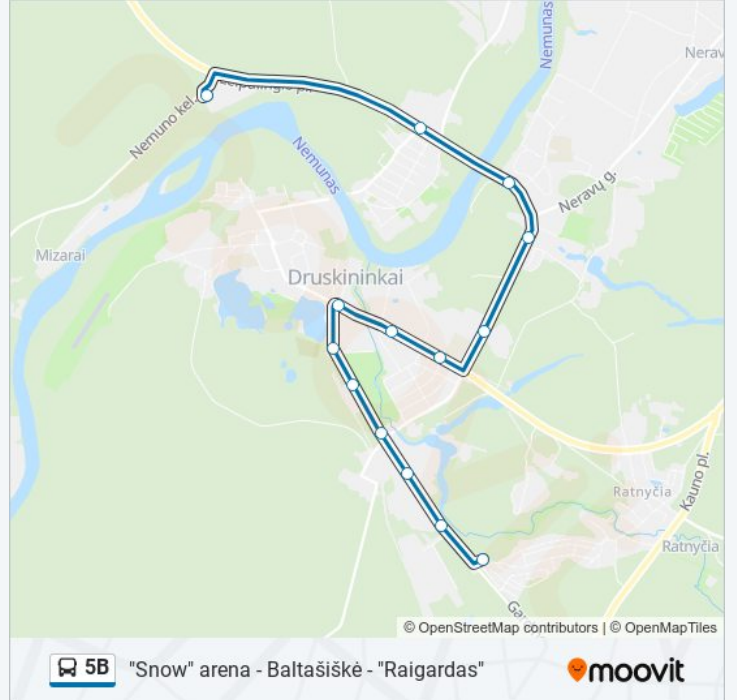 Nemunas
Nerav
Nemuno kel.
Nemunas
Neravų g.
Mizarai
Druskininkai
Kauno pl.
Ratnyčia
Ratnyčia
© OpenStreetMap contributors | © OpenMapTiles
5B "Snow" arena - Baltašiškė - "Raigardas"
moovit